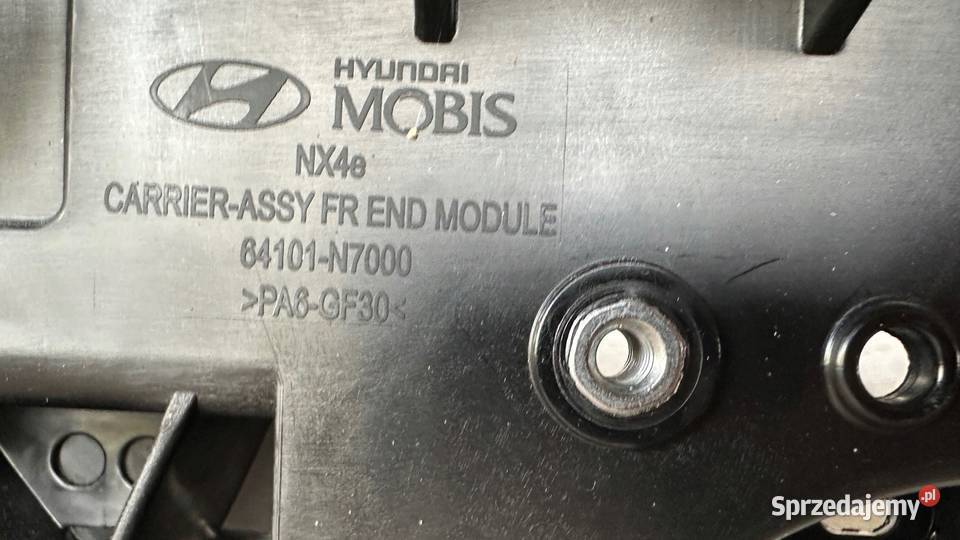 HYUNDAI
MOBIS
NX4e
CARRIER-ASSY FR END MODULE
64101-N7000
>PA6-GF30<
Sprzedajemy.pl